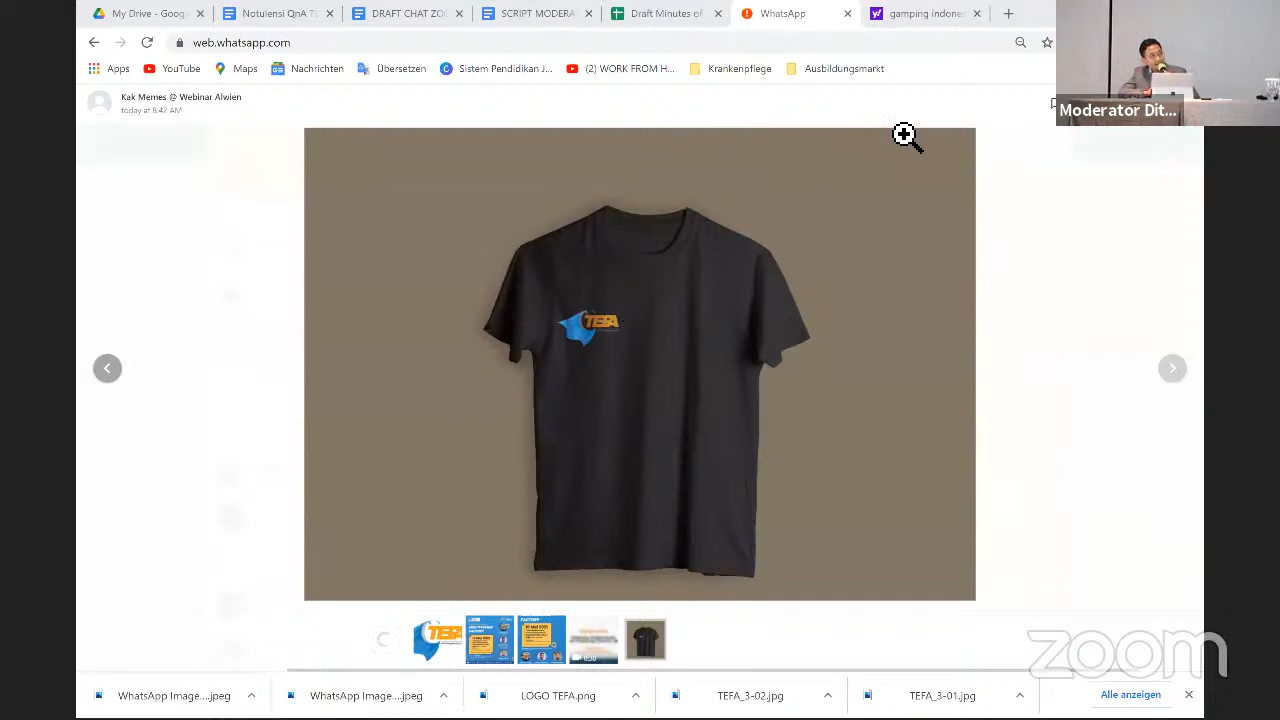 My Drive - Goog
Notulensi QnA T
DRAFT CHAT ZO
MODERA
Draft Minutes of
WhatsApp
gamping indones
web.whatsapp.com
Apps
YouTube
Maps
Nachrichten
Übersetzen
Sistem Pendidikan J...
(2) WORK FROM H...
Krankenpflege
Ausbildungsmarkt
Kak Memes @ Webinar Alwien
today at 8:42 AM
Moderator Dit...
TEFA
TEFA
FACTORY
zoom
WhatsApp Image....jpeg
WhatsApp Image....jpeg
LOGO TEFA.png
TEFA_3-02.jpg
TEFA_3-01.jpg
Alle anzeigen